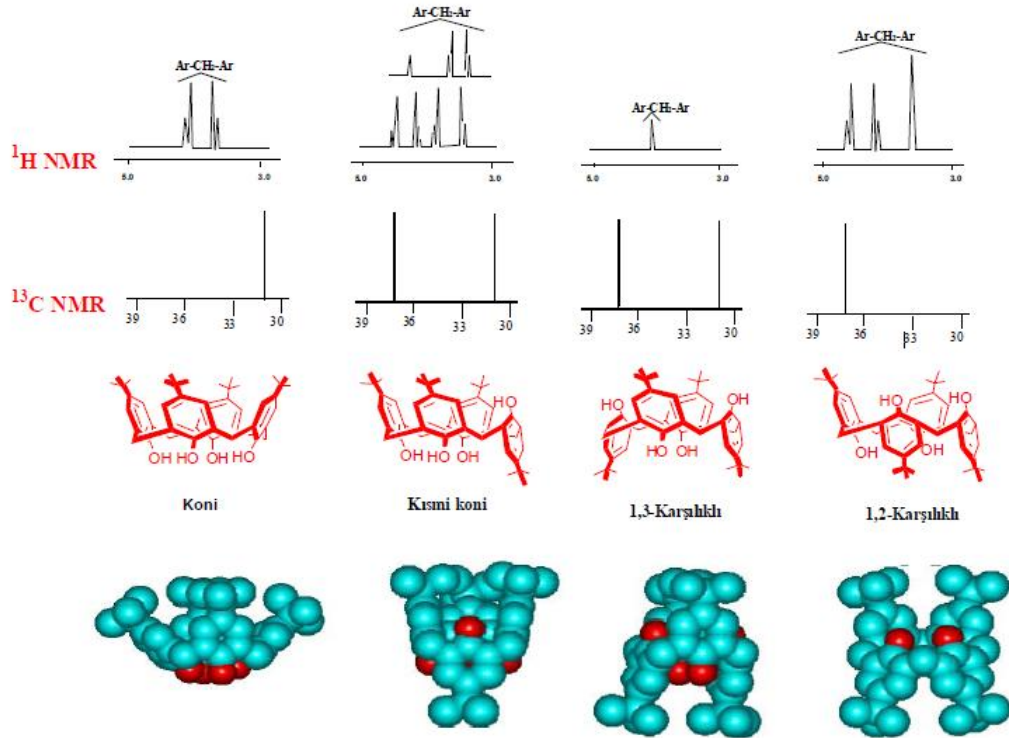 Ar-CH₂-Ar
Ar-CH₂-Ar
Ar-CH₂-Ar
Ar-CH₂-Ar
¹H NMR
5.0 3.0
5.0 3.0
5.0 3.0
5.0 3.0
¹³C NMR
39 36 33 30
39 36 33 30
39 36 33 30
39 36 33 30
OH HO OH HO
HO OH HO OH
HO OH HO OH
HO HO OH OH
Koni
Kısmi koni
1,3-Karşılıklı
1,2-Karşılıklı